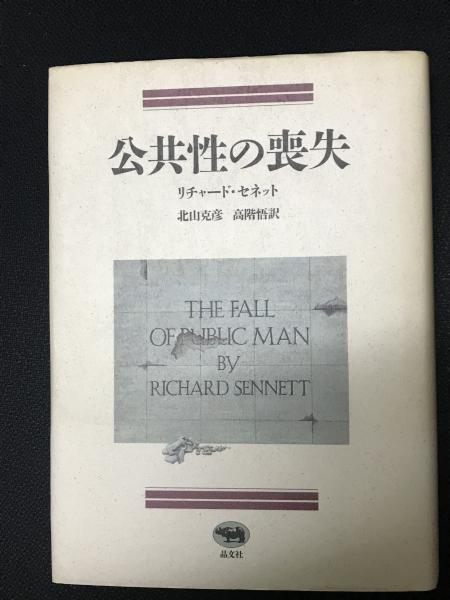 公共性の喪失
リチャード・セネット
北山克彦 高階悟訳
THE FALL
OF PUBLIC MAN
By
RICHARD SENNETT
晶文社